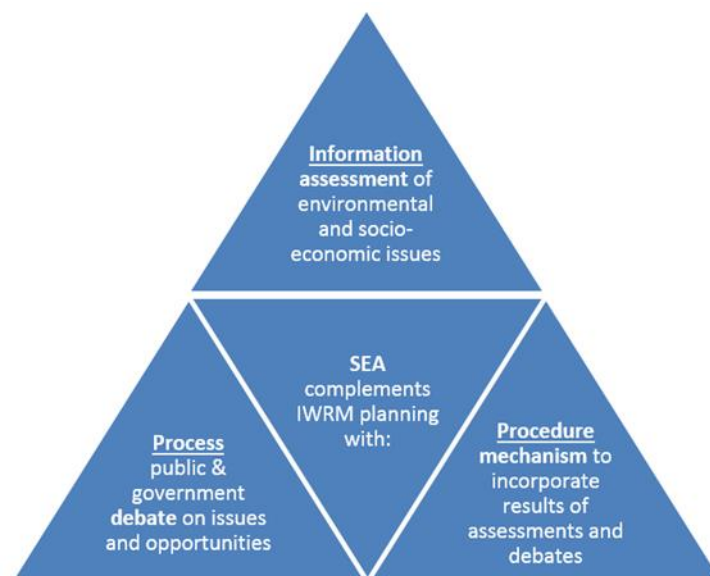 Information
assessment of
environmental
and socio-
economic issues
SEA
complements
IWRM planning
with:
Process
public &
government
debate on issues
and opportunities
Procedure
mechanism to
incorporate
results of
assessments and
debates